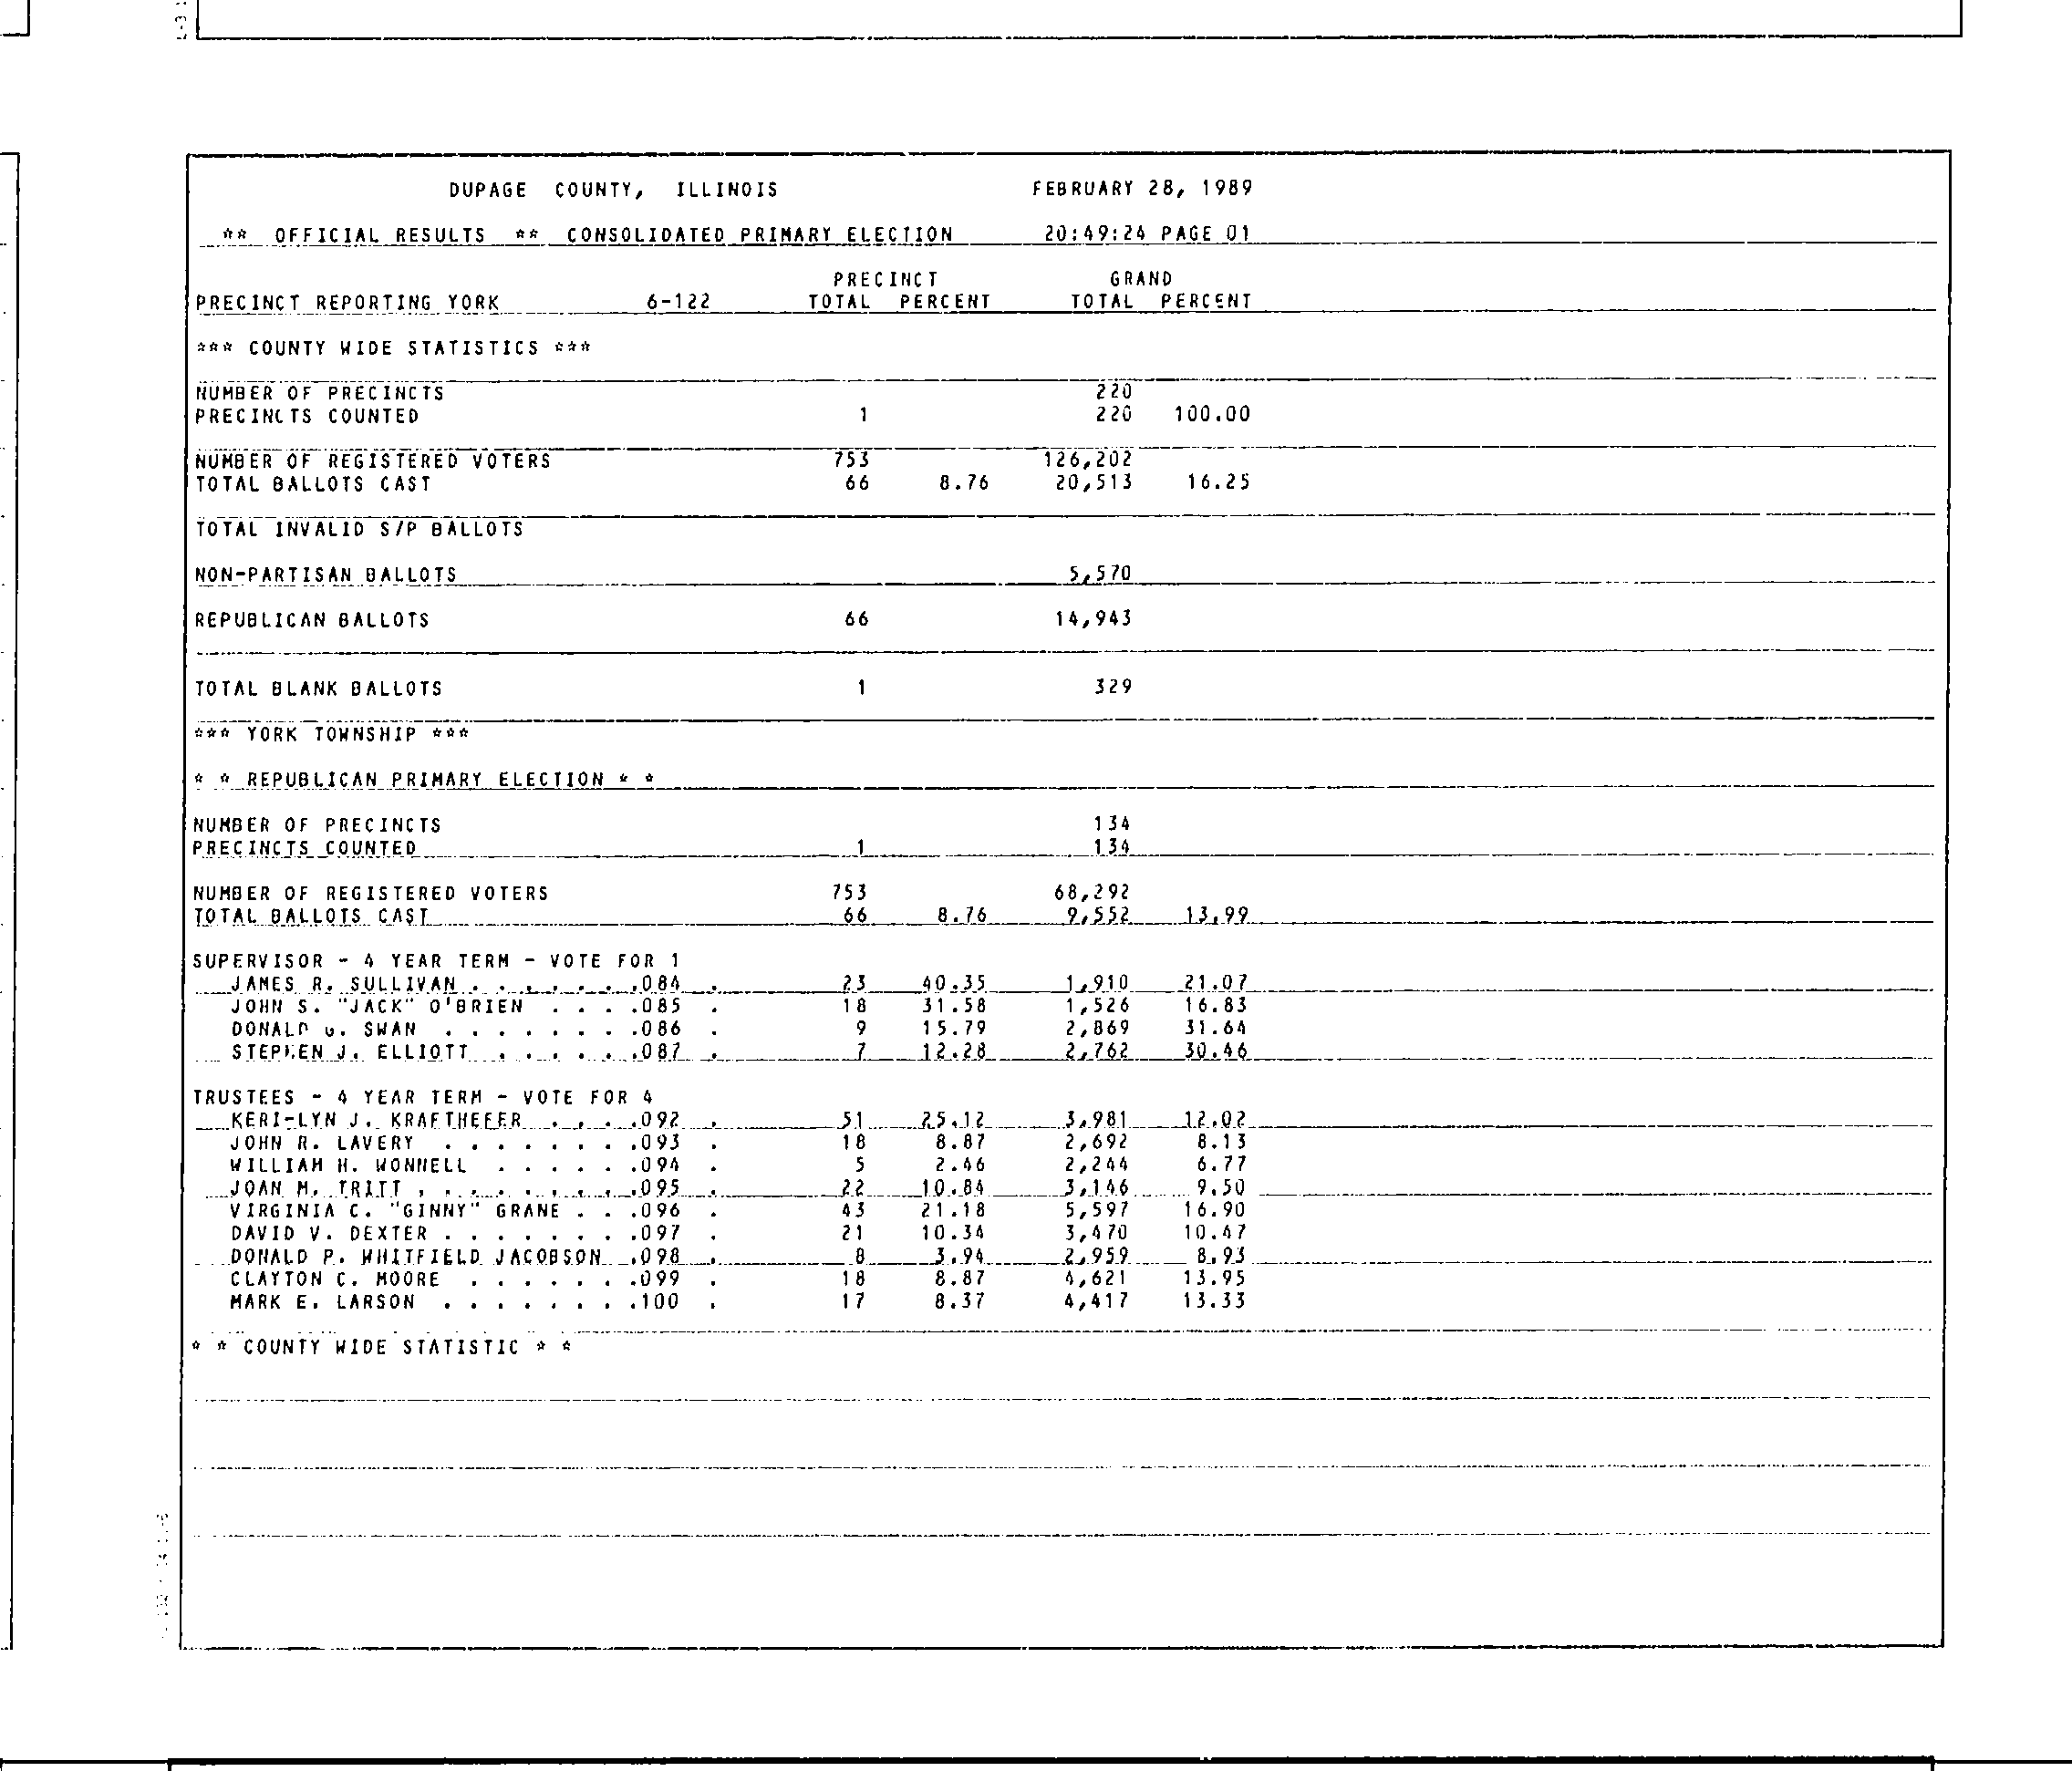 DUPAGE COUNTY, ILLINOIS FEBRUARY 28, 1989
** OFFICIAL RESULTS ** CONSOLIDATED PRIMARY ELECTION 20:49:24 PAGE 01
PRECINCT GRAND
PRECINCT REPORTING YORK 6-122 TOTAL PERCENT TOTAL PERCENT
*** COUNTY WIDE STATISTICS ***
NUMBER OF PRECINCTS 220
PRECINCTS COUNTED 1 220 100.00
NUMBER OF REGISTERED VOTERS 753 126,202
TOTAL BALLOTS CAST 66 8.76 20,513 16.25
TOTAL INVALID S/P BALLOTS
NON-PARTISAN BALLOTS 5,570
REPUBLICAN BALLOTS 66 14,943
TOTAL BLANK BALLOTS 1 329
*** YORK TOWNSHIP ***
* * REPUBLICAN PRIMARY ELECTION * *
NUMBER OF PRECINCTS 134
PRECINCTS COUNTED 1 134
NUMBER OF REGISTERED VOTERS 753 68,292
TOTAL BALLOTS CAST 66 8.76 9,552 13.99
SUPERVISOR - 4 YEAR TERM - VOTE FOR 1
JAMES R. SULLIVAN . . . . . . .084 . 23 40.35 1,910 21.07
JOHN S. "JACK" O'BRIEN . . . .085 . 18 31.58 1,526 16.83
DONALD G. SWAN . . . . . . . .086 . 9 15.79 2,869 31.64
STEPHEN J. ELLIOTT . . . . . .087 . 7 12.28 2,762 30.46
TRUSTEES - 4 YEAR TERM - VOTE FOR 4
KERI-LYN J. KRAFTHEFER . . . .092 . 51 25.12 3,981 12.02
JOHN R. LAVERY . . . . . . . .093 . 18 8.87 2,692 8.13
WILLIAM H. WONNELL . . . . . .094 . 5 2.46 2,244 6.77
JOAN M. TRITT . . . . . . . . .095 . 22 10.84 3,146 9.50
VIRGINIA C. "GINNY" GRANE . . .096 . 43 21.18 5,597 16.90
DAVID V. DEXTER . . . . . . . .097 . 21 10.34 3,470 10.47
DONALD P. WHITFIELD JACOBSON .098 . 8 3.94 2,959 8.93
CLAYTON C. MOORE . . . . . . .099 . 18 8.87 4,621 13.95
MARK E. LARSON . . . . . . . .100 . 17 8.37 4,417 13.33
* * COUNTY WIDE STATISTIC * *